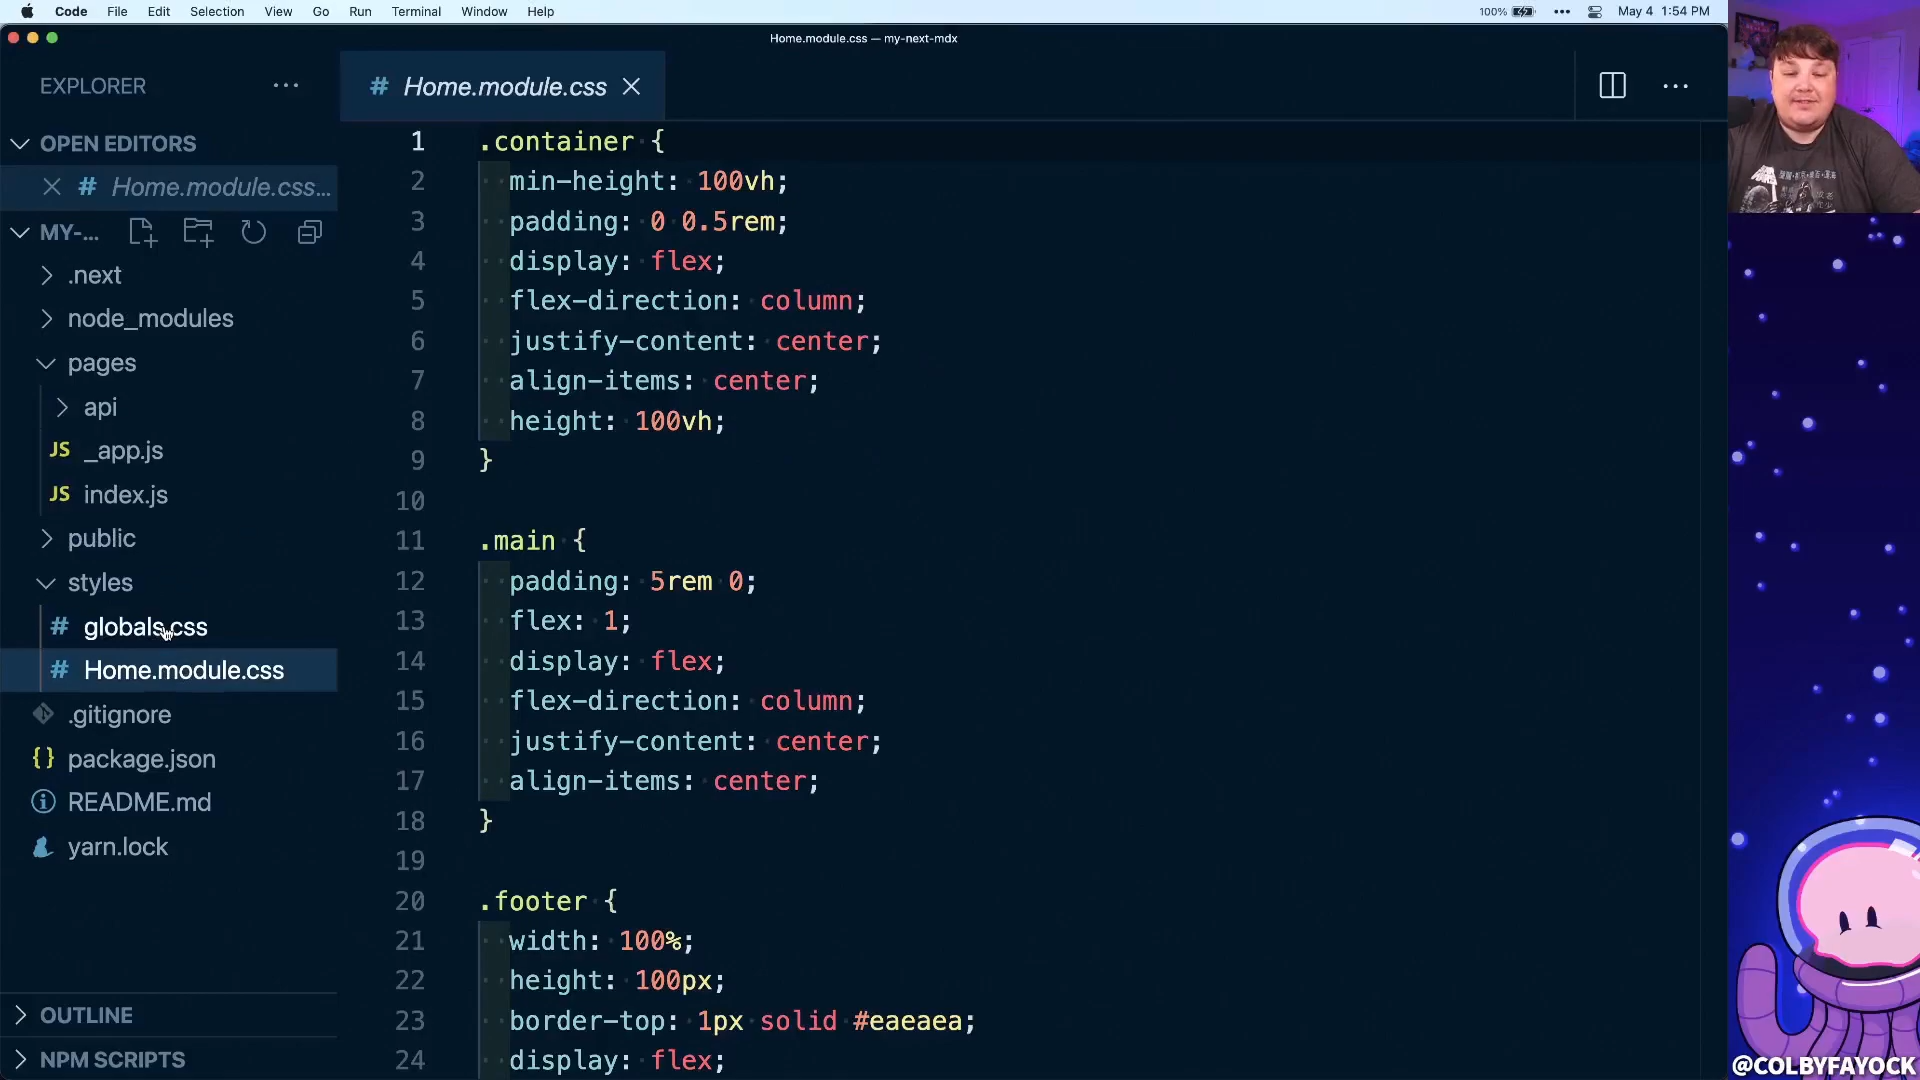 Code File Edit Selection View Go Run Terminal Window Help 100% May 4 1:54 PM
Home.module.css — my-next-mdx
EXPLORER
# Home.module.css
OPEN EDITORS
# Home.module.css...
MY-...
.next
node_modules
pages
api
JS _app.js
JS index.js
public
styles
# globals.css
# Home.module.css
.gitignore
{} package.json
README.md
yarn.lock
OUTLINE
NPM SCRIPTS
1 .container {
2 min-height: 100vh;
3 padding: 0 0.5rem;
4 display: flex;
5 flex-direction: column;
6 justify-content: center;
7 align-items: center;
8 height: 100vh;
9 }
10
11 .main {
12 padding: 5rem 0;
13 flex: 1;
14 display: flex;
15 flex-direction: column;
16 justify-content: center;
17 align-items: center;
18 }
19
20 .footer {
21 width: 100%;
22 height: 100px;
23 border-top: 1px solid #eaeaea;
24 display: flex;
@COLBYFAYOCK